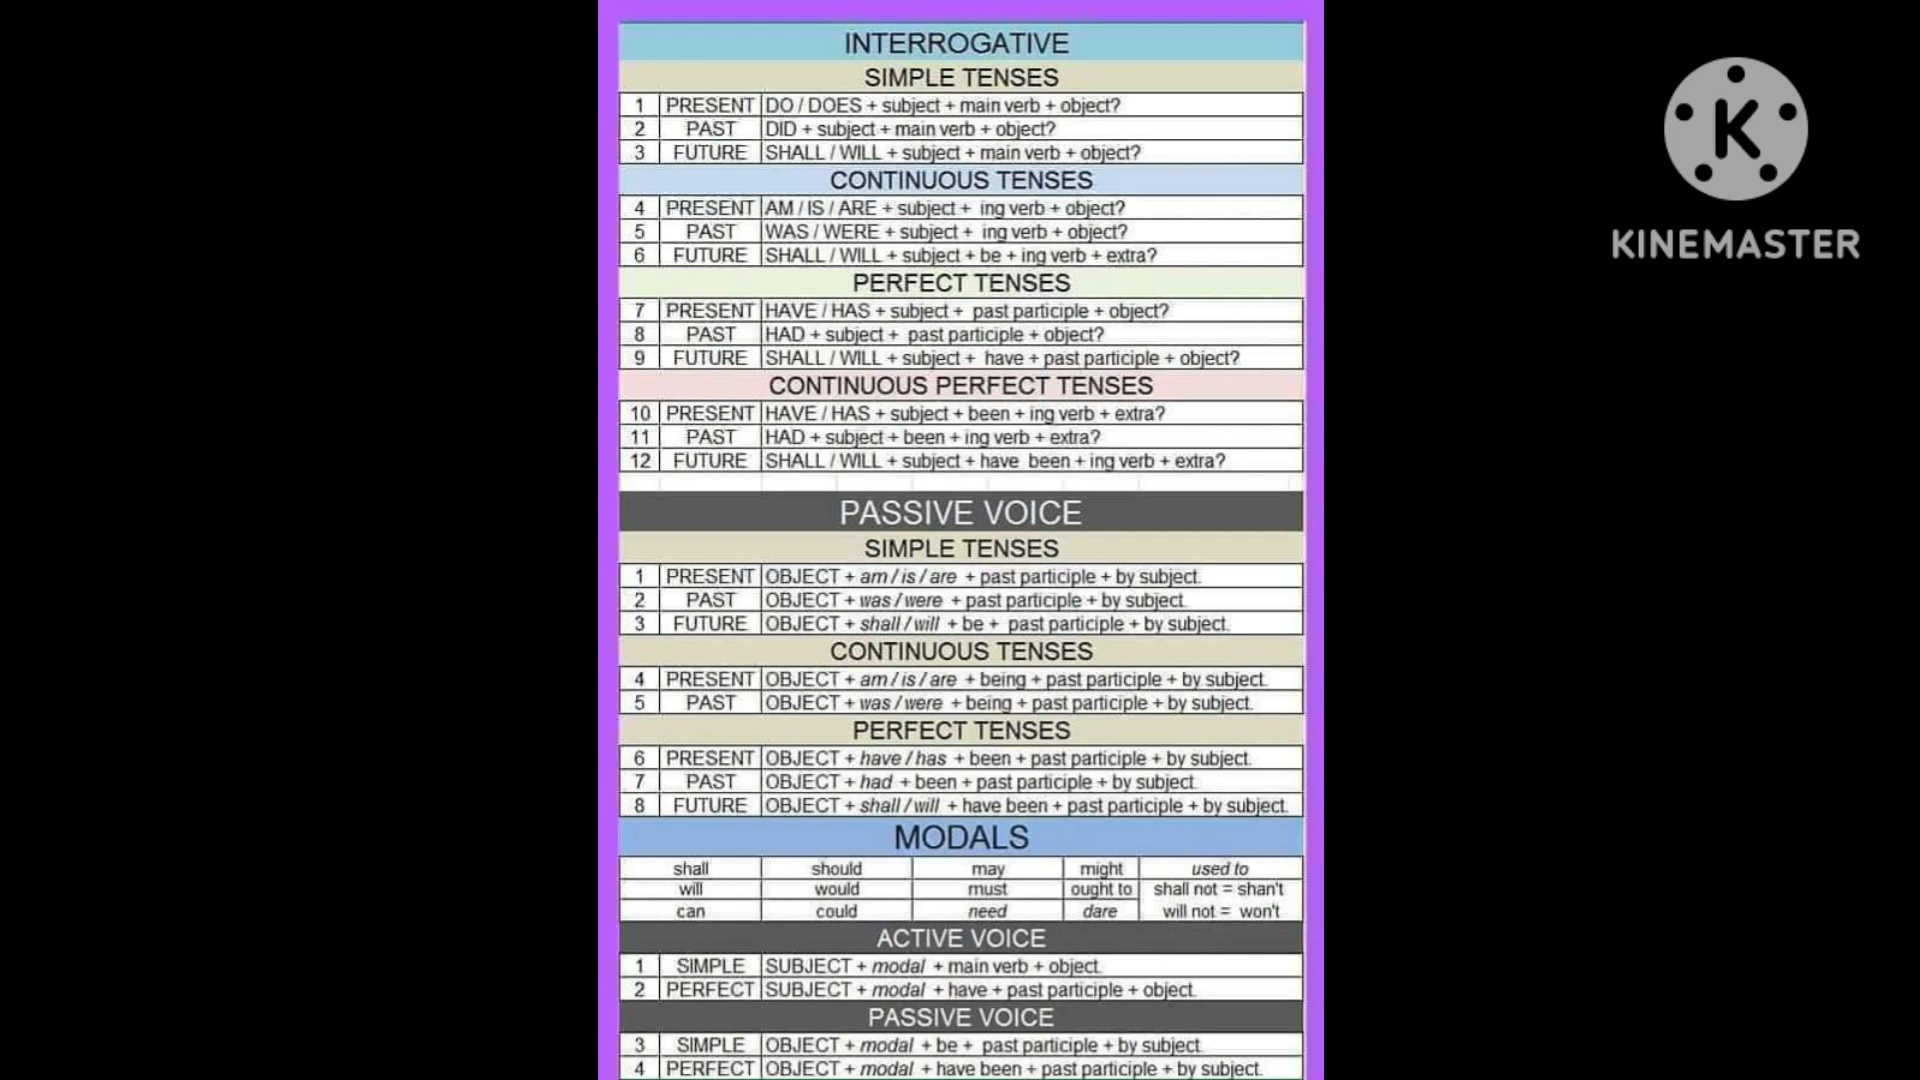 INTERROGATIVE
SIMPLE TENSES
1 PRESENT DO / DOES + subject + main verb + object?
2 PAST DID + subject + main verb + object?
3 FUTURE SHALL / WILL + subject + main verb + object?
CONTINUOUS TENSES
4 PRESENT AM / IS / ARE + subject + ing verb + object?
5 PAST WAS / WERE + subject + ing verb + object?
6 FUTURE SHALL / WILL + subject + be + ing verb + extra?
PERFECT TENSES
7 PRESENT HAVE / HAS + subject + past participle + object?
8 PAST HAD + subject + past participle + object?
9 FUTURE SHALL / WILL + subject + have + past participle + object?
CONTINUOUS PERFECT TENSES
10 PRESENT HAVE / HAS + subject + been + ing verb + extra?
11 PAST HAD + subject + been + ing verb + extra?
12 FUTURE SHALL / WILL + subject + have been + ing verb + extra?
PASSIVE VOICE
SIMPLE TENSES
1 PRESENT OBJECT + am / is / are + past participle + by subject.
2 PAST OBJECT + was / were + past participle + by subject.
3 FUTURE OBJECT + shall / will + be + past participle + by subject.
CONTINUOUS TENSES
4 PRESENT OBJECT + am / is / are + being + past participle + by subject.
5 PAST OBJECT + was / were + being + past participle + by subject.
PERFECT TENSES
6 PRESENT OBJECT + have / has + been + past participle + by subject.
7 PAST OBJECT + had + been + past participle + by subject.
8 FUTURE OBJECT + shall / will + have been + past participle + by subject.
MODALS
shall should may might used to
will would must ought to shall not = shan't
can could need dare will not = won't
ACTIVE VOICE
1 SIMPLE SUBJECT + modal + main verb + object.
2 PERFECT SUBJECT + modal + have + past participle + object.
PASSIVE VOICE
3 SIMPLE OBJECT + modal + be + past participle + by subject.
4 PERFECT OBJECT + modal + have been + past participle + by subject.
K
KINEMASTER